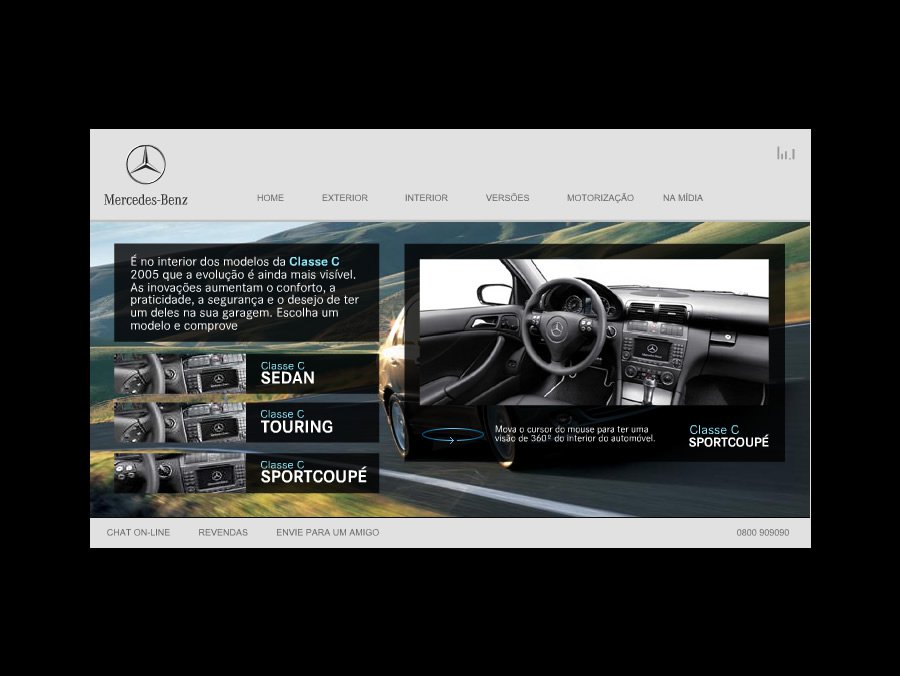 Mercedes-Benz
HOME EXTERIOR INTERIOR VERSÕES MOTORIZAÇÃO NA MÍDIA
É no interior dos modelos da Classe C
2005 que a evolução é ainda mais visível.
As inovações aumentam o conforto, a
praticidade, a segurança e o desejo de ter
um deles na sua garagem. Escolha um
modelo e comprove
Classe C
SEDAN
Classe C
TOURING
Classe C
SPORTCOUPÉ
Mova o cursor do mouse para ter uma
visão de 360º do interior do automóvel.
Classe C
SPORTCOUPÉ
CHAT ON-LINE REVENDAS ENVIE PARA UM AMIGO 0800 909090